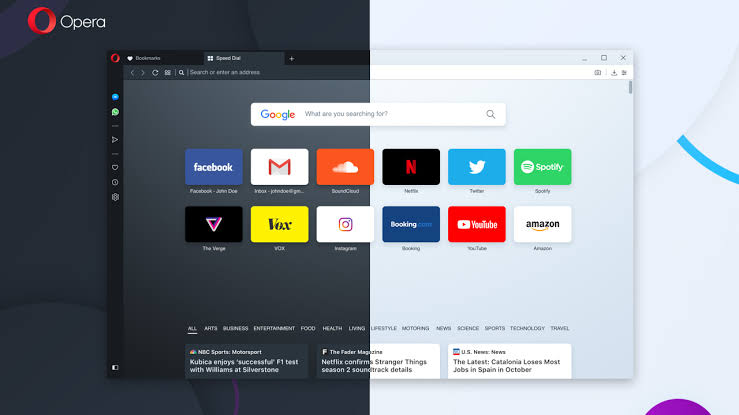 Opera
Bookmarks
Speed Dial
Search or enter an address
Google What are you searching for?
facebook
Facebook - John Doe
Inbox - johndoe@gm...
SoundCloud
N
Netflix
Twitter
Spotify
Spotify
The Verge
Vox
VOX
Instagram
Booking.com
Booking
YouTube
YouTube
amazon
Amazon
ALL ARTS BUSINESS ENTERTAINMENT FOOD HEALTH LIVING LIFESTYLE MOTORING NEWS SCIENCE SPORTS TECHNOLOGY TRAVEL
NBC Sports: Motorsport
Kubica enjoys ‘successful’ F1 test
with Williams at Silverstone
F The Fader Magazine
Netflix confirms Stranger Things
season 2 soundtrack details
U.S. News: News
The Latest: Catalonia Loses Most
Jobs in Spain in October